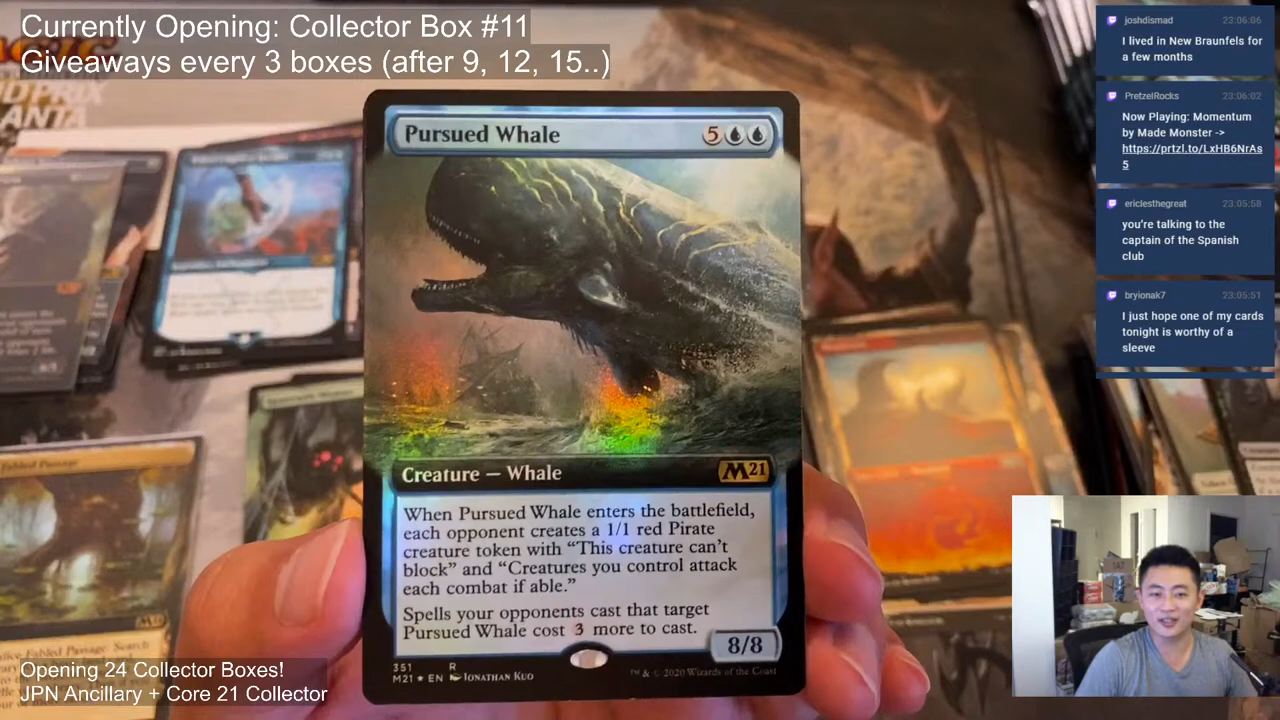 Currently Opening: Collector Box #11
Giveaways every 3 boxes (after 9, 12, 15..)
Pursued Whale
5
Creature — Whale
M21
When Pursued Whale enters the battlefield,
each opponent creates a 1/1 red Pirate
creature token with “This creature can’t
block” and “Creatures you control attack
each combat if able.”
Spells your opponents cast that target
Pursued Whale cost 3 more to cast.
8/8
351 R
M21 ★ EN JONATHAN KUO
™ & © 2020 Wizards of the Coast
ATLANTA
Fabled Passage
joshdismad 23:06:06
I lived in New Braunfels for
a few months
PretzelRocks 23:06:02
Now Playing: Momentum
by Made Monster ->
https://prtzl.to/LxHB6NrAs
5
ericlesthegreat 23:05:58
you're talking to the
captain of the Spanish
club
bryionak7 23:05:51
I just hope one of my cards
tonight is worthy of a
sleeve
Opening 24 Collector Boxes!
JPN Ancillary + Core 21 Collector